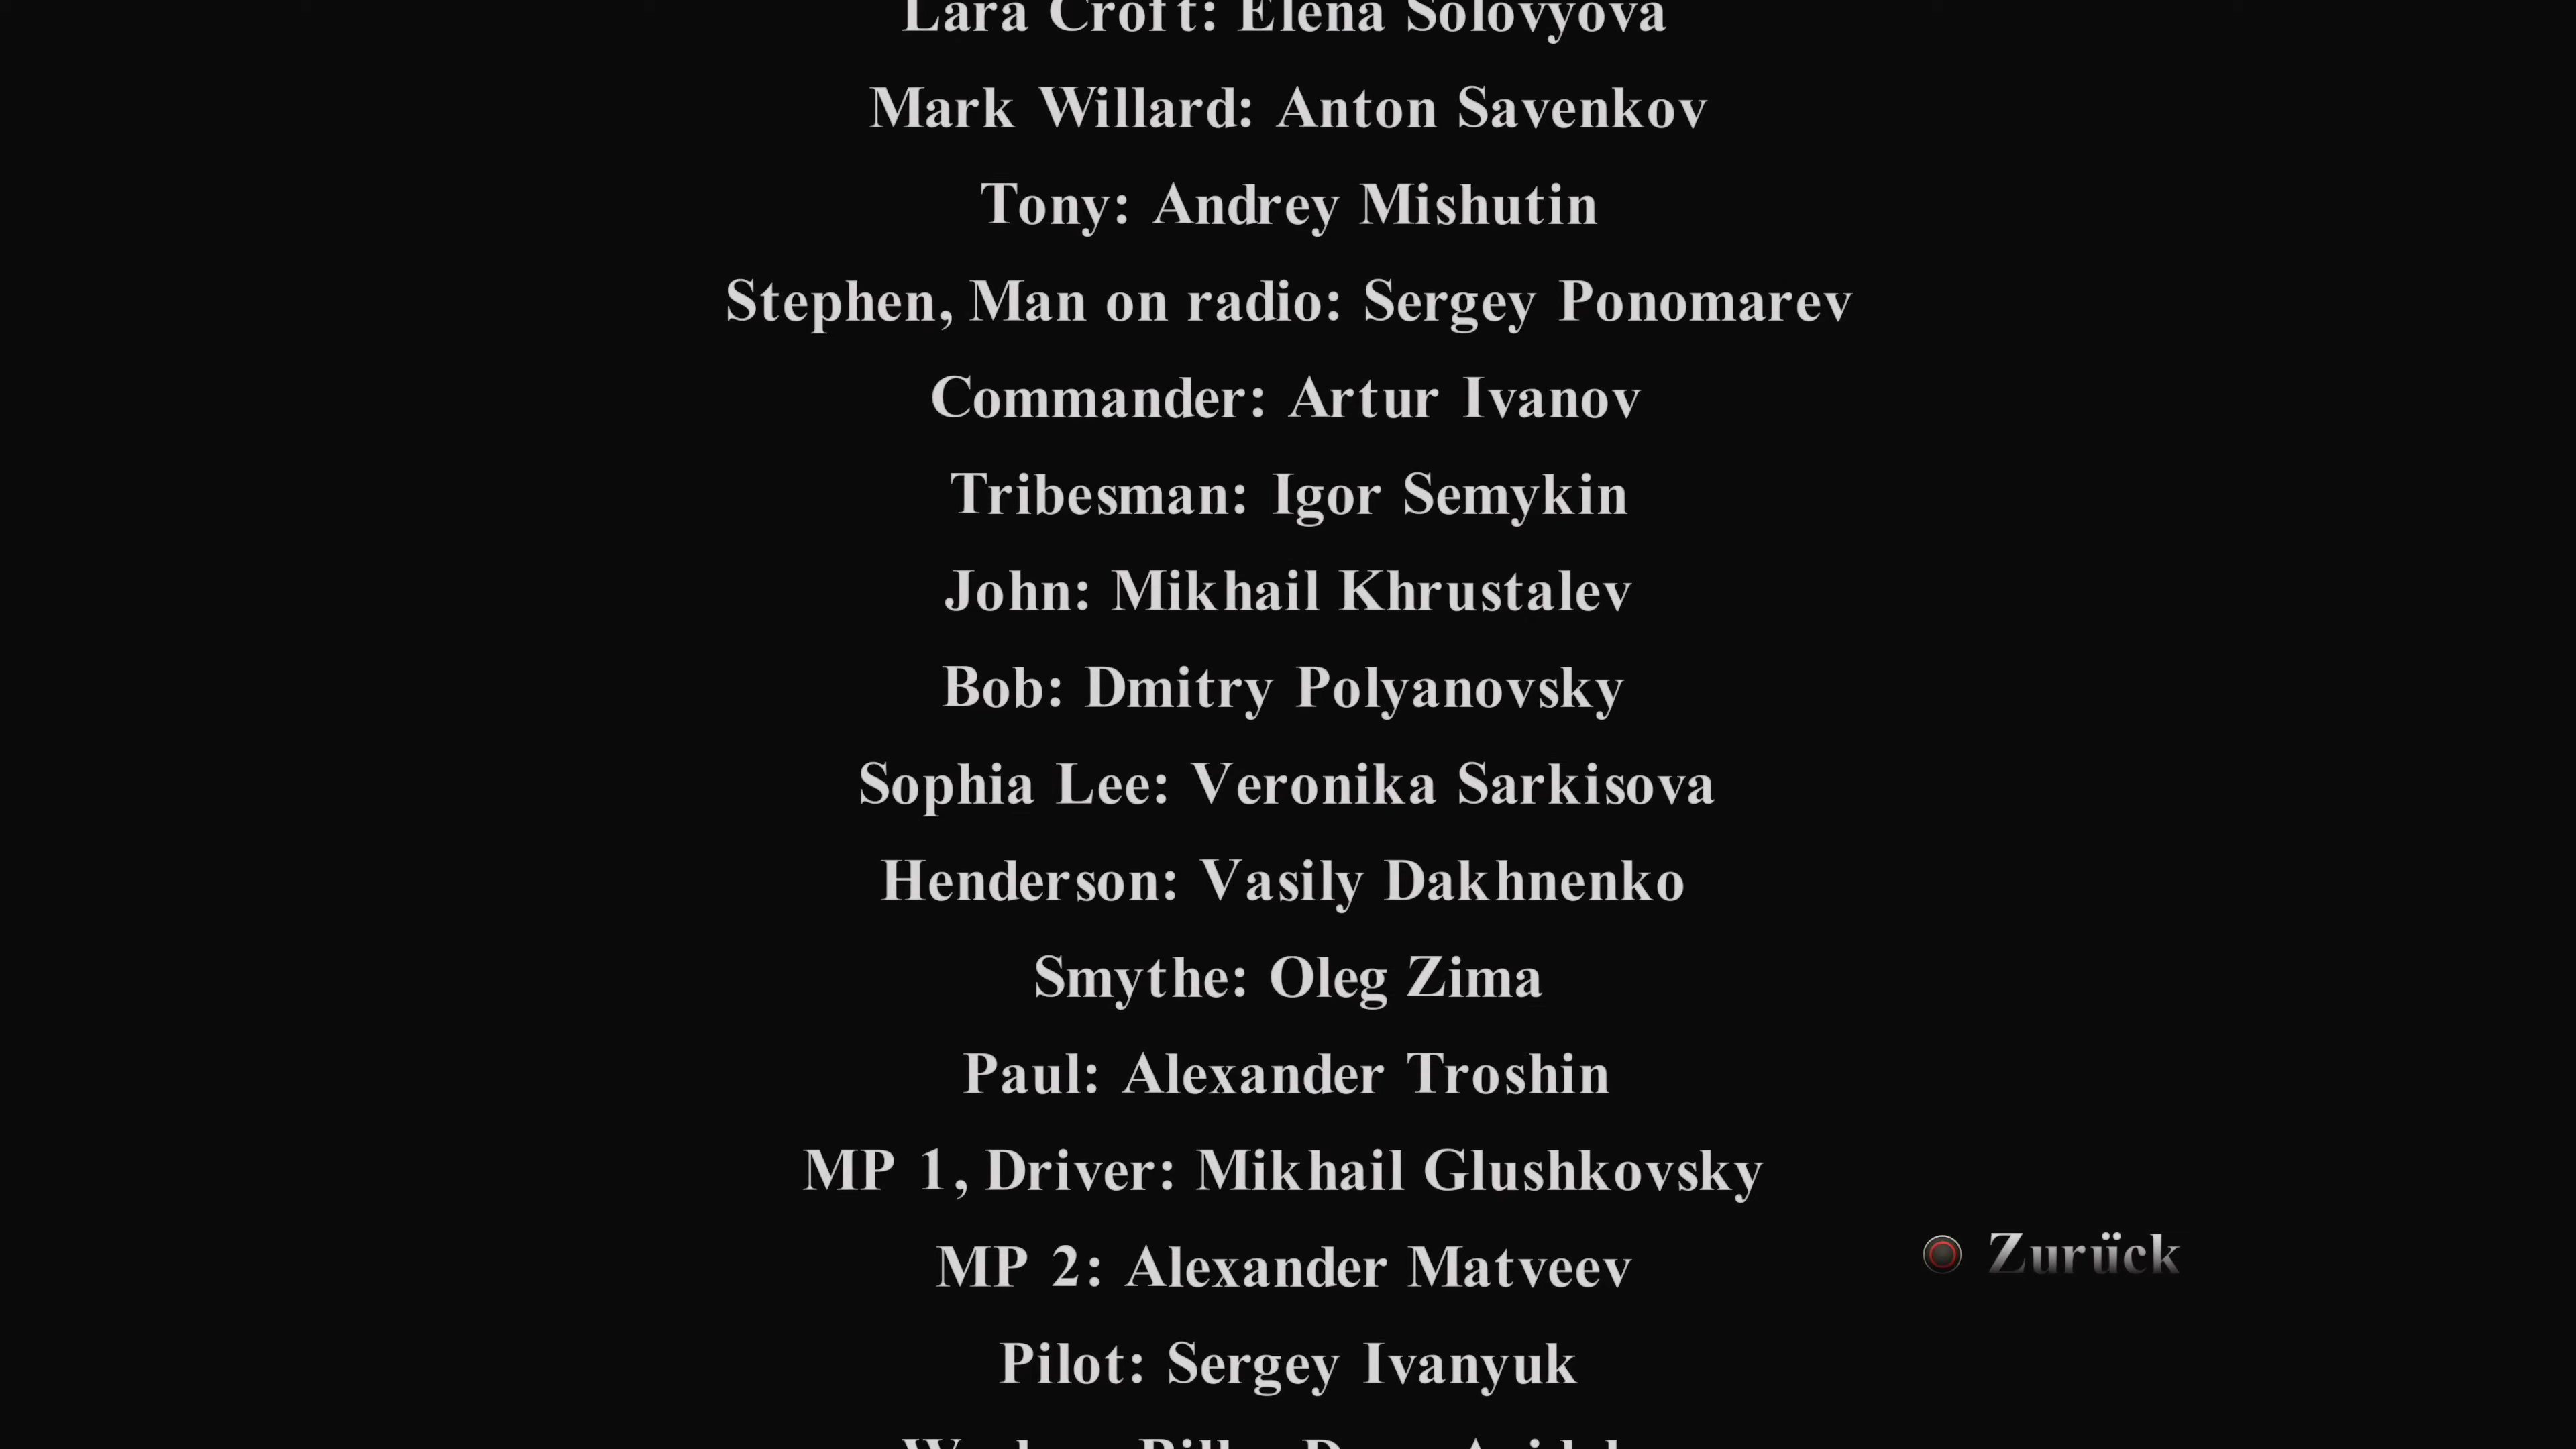 Lara Croft: Elena Solovyova
Mark Willard: Anton Savenkov
Tony: Andrey Mishutin
Stephen, Man on radio: Sergey Ponomarev
Commander: Artur Ivanov
Tribesman: Igor Semykin
John: Mikhail Khrustalev
Bob: Dmitry Polyanovsky
Sophia Lee: Veronika Sarkisova
Henderson: Vasily Dakhnenko
Smythe: Oleg Zima
Paul: Alexander Troshin
MP 1, Driver: Mikhail Glushkovsky
Zurück
MP 2: Alexander Matveev
Pilot: Sergey Ivanyuk